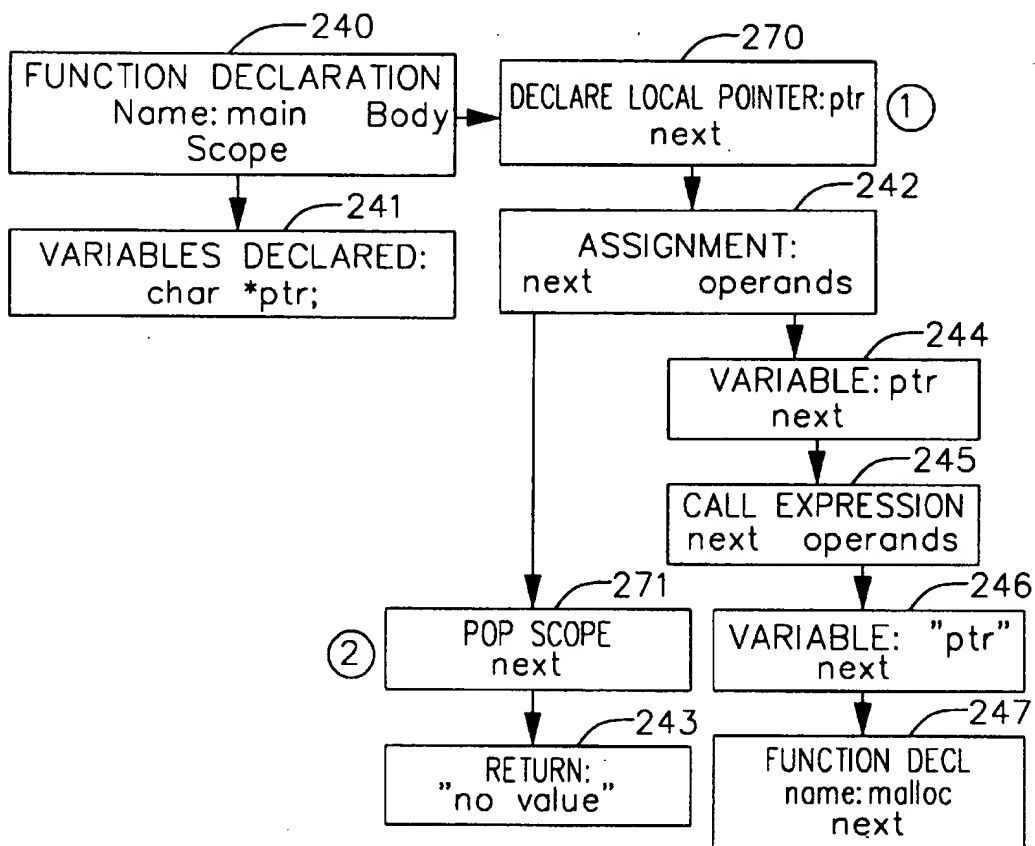 240
FUNCTION DECLARATION
Name: main Body
Scope
270
DECLARE LOCAL POINTER: ptr
next
1
241
VARIABLES DECLARED:
char *ptr;
242
ASSIGNMENT:
next operands
244
VARIABLE: ptr
next
245
CALL EXPRESSION
next operands
271
2
POP SCOPE
next
246
VARIABLE: "ptr"
next
243
RETURN:
"no value"
247
FUNCTION DECL
name: malloc
next